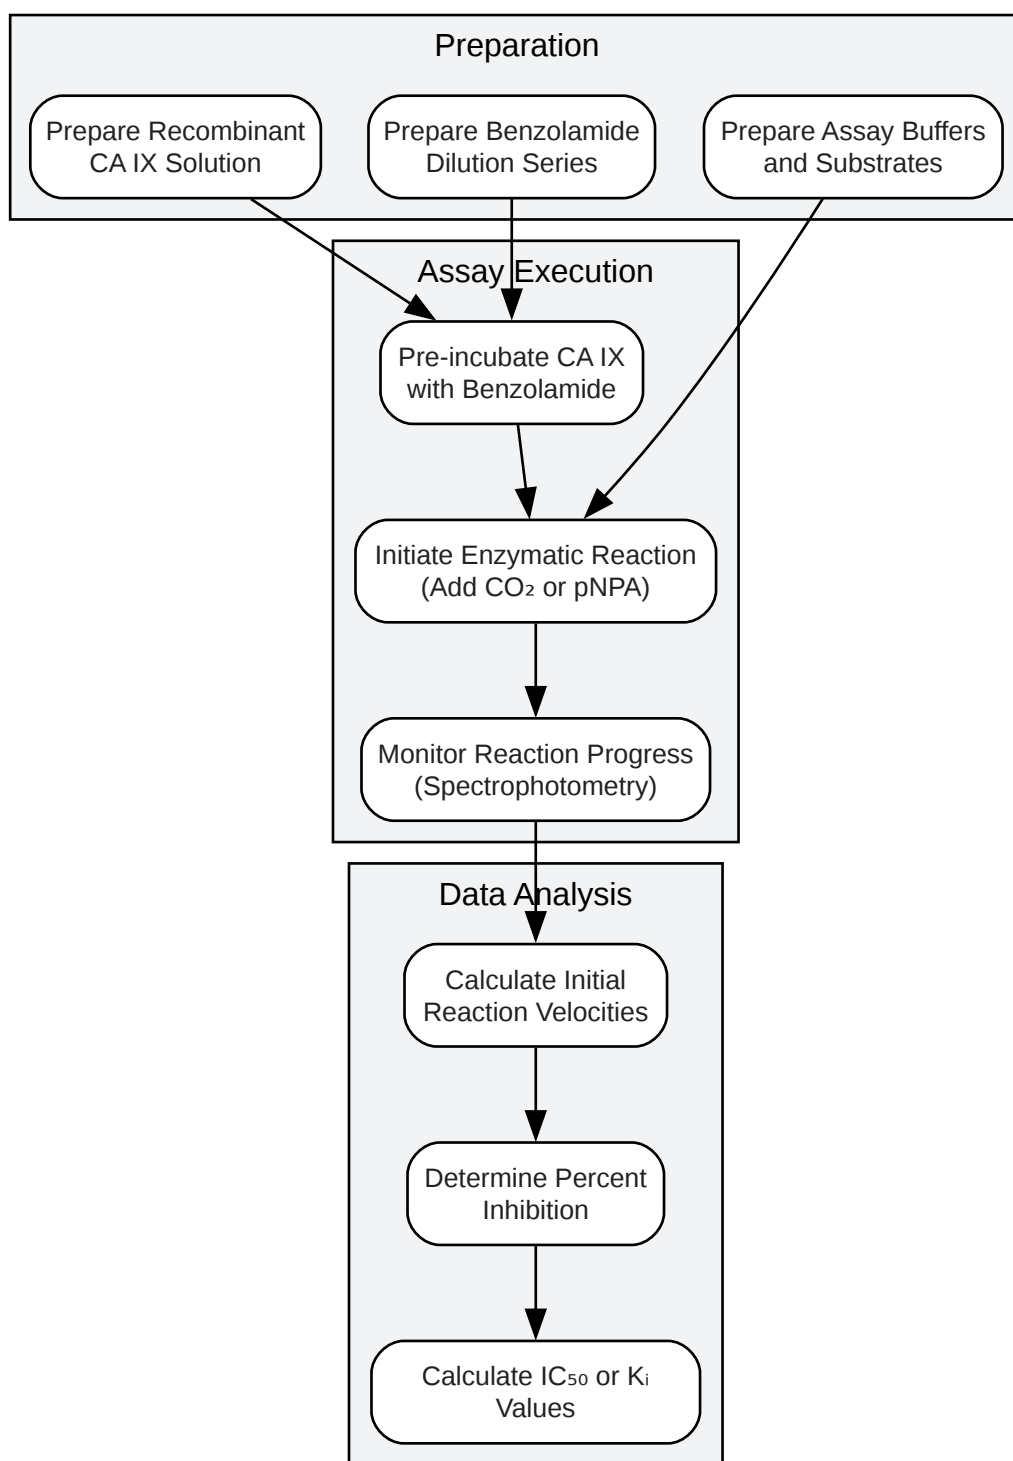 Preparation
Prepare Recombinant
CA IX Solution
Prepare Benzolamide
Dilution Series
Prepare Assay Buffers
and Substrates
Assay Execution
Pre-incubate CA IX
with Benzolamide
Initiate Enzymatic Reaction
(Add CO₂ or pNPA)
Monitor Reaction Progress
(Spectrophotometry)
Data Analysis
Calculate Initial
Reaction Velocities
Determine Percent
Inhibition
Calculate IC₅₀ or Kᵢ
Values